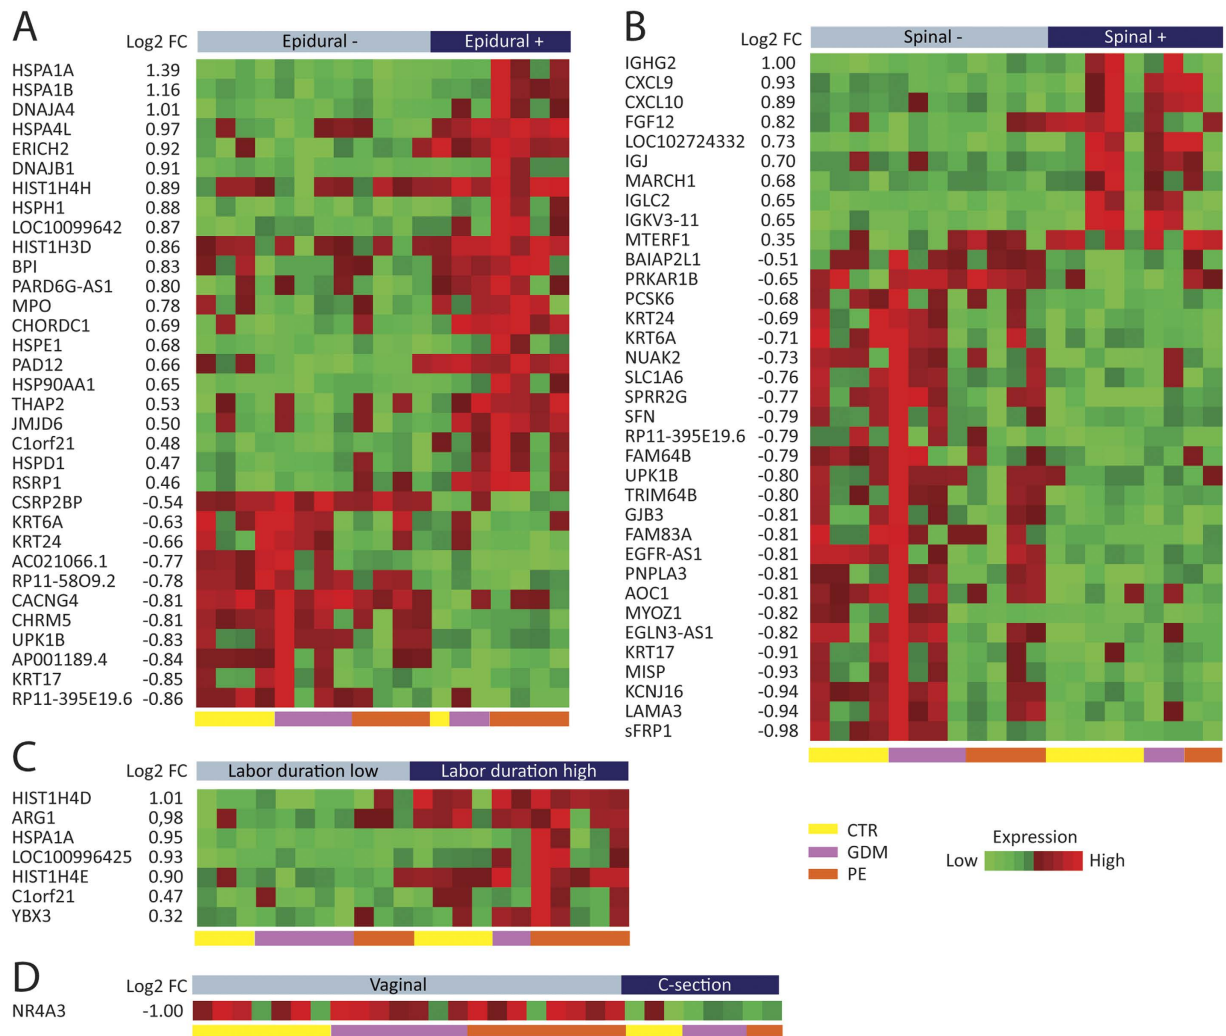 A
Log2 FC Epidural - Epidural +
HSPA1A 1.39
HSPA1B 1.16
DNAJA4 1.01
HSPA4L 0.97
ERICH2 0.92
DNAJB1 0.91
HIST1H4H 0.89
HSPH1 0.88
LOC10099642 0.87
HIST1H3D 0.86
BPI 0.83
PARD6G-AS1 0.80
MPO 0.78
CHORDC1 0.69
HSPE1 0.68
PAD12 0.66
HSP90AA1 0.65
THAP2 0.53
JMJD6 0.50
C1orf21 0.48
HSPD1 0.47
RSRP1 0.46
CSRP2BP -0.54
KRT6A -0.63
KRT24 -0.66
AC021066.1 -0.77
RP11-58O9.2 -0.78
CACNG4 -0.81
CHRM5 -0.81
UPK1B -0.83
AP001189.4 -0.84
KRT17 -0.85
RP11-395E19.6 -0.86
B
Log2 FC Spinal - Spinal +
IGHG2 1.00
CXCL9 0.93
CXCL10 0.89
FGF12 0.82
LOC102724332 0.73
IGJ 0.70
MARCH1 0.68
IGLC2 0.65
IGKV3-11 0.65
MTERF1 0.35
BAIAP2L1 -0.51
PRKAR1B -0.65
PCSK6 -0.68
KRT24 -0.69
KRT6A -0.71
NUAK2 -0.73
SLC1A6 -0.76
SPRR2G -0.77
SFN -0.79
RP11-395E19.6 -0.79
FAM64B -0.79
UPK1B -0.80
TRIM64B -0.80
GJB3 -0.81
FAM83A -0.81
EGFR-AS1 -0.81
PNPLA3 -0.81
AOC1 -0.81
MYOZ1 -0.82
EGLN3-AS1 -0.82
KRT17 -0.91
MISP -0.93
KCNJ16 -0.94
LAMA3 -0.94
sFRP1 -0.98
C
Log2 FC Labor duration low Labor duration high
HIST1H4D 1.01
ARG1 0,98
HSPA1A 0.95
LOC100996425 0.93
HIST1H4E 0.90
C1orf21 0.47
YBX3 0.32
CTR
GDM
PE
Expression
Low High
D
Log2 FC Vaginal C-section
NR4A3 -1.00